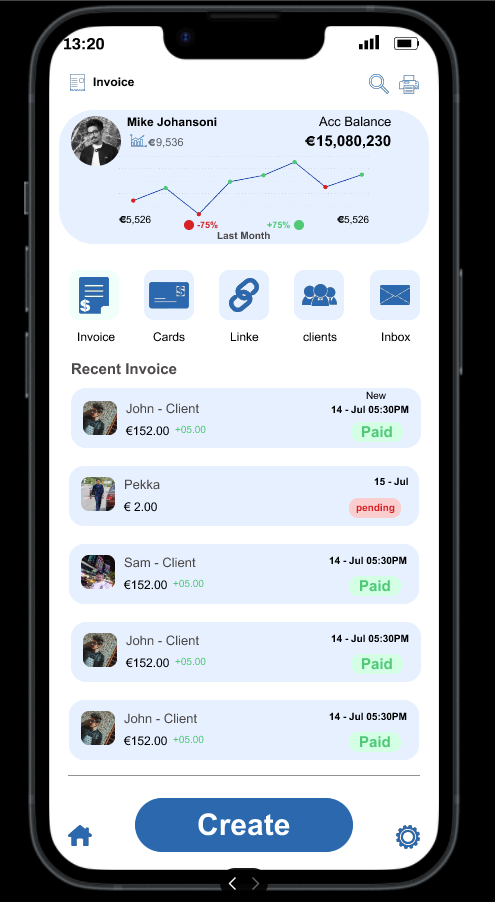 13:20
Invoice
Mike Johansoni
Acc Balance
€9,536
€15,080,230
€5,526
-75%
+75%
€5,526
Last Month
Invoice
Cards
Linke
clients
Inbox
Recent Invoice
New
John - Client
14 - Jul 05:30PM
€152.00 +05.00
Paid
Pekka
15 - Jul
€ 2.00
pending
Sam - Client
14 - Jul 05:30PM
€152.00 +05.00
Paid
John - Client
14 - Jul 05:30PM
€152.00 +05.00
Paid
John - Client
14 - Jul 05:30PM
€152.00 +05.00
Paid
Create